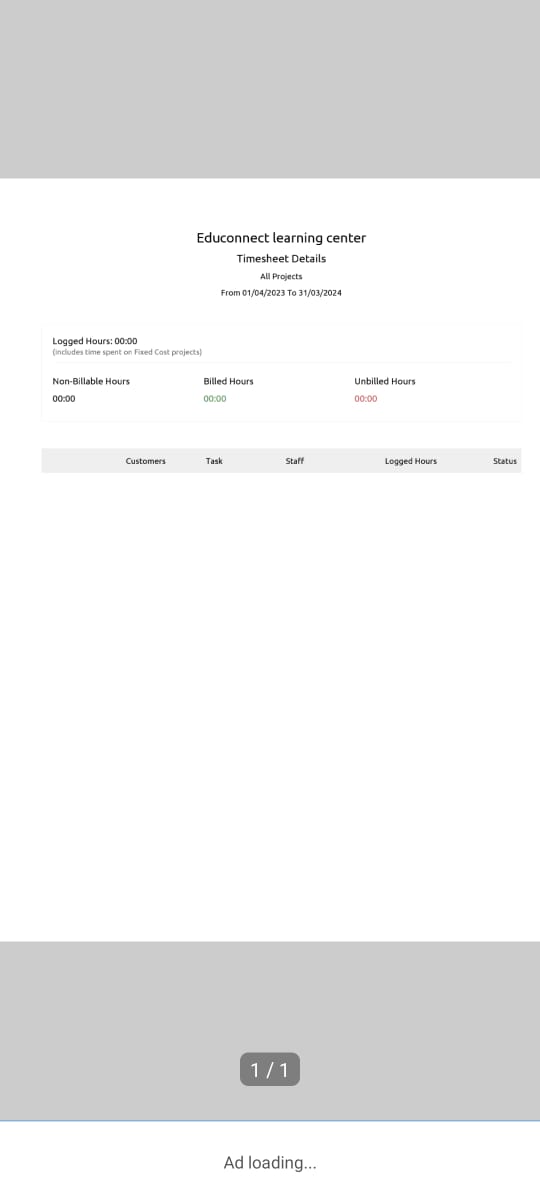 Educonnect learning center
Timesheet Details
All Projects
From 01/04/2023 To 31/03/2024
Logged Hours: 00:00
(includes time spent on Fixed Cost projects)
Non-Billable Hours Billed Hours Unbilled Hours
00:00 00:00 00:00
Customers Task Staff Logged Hours Status
1 / 1
Ad loading...